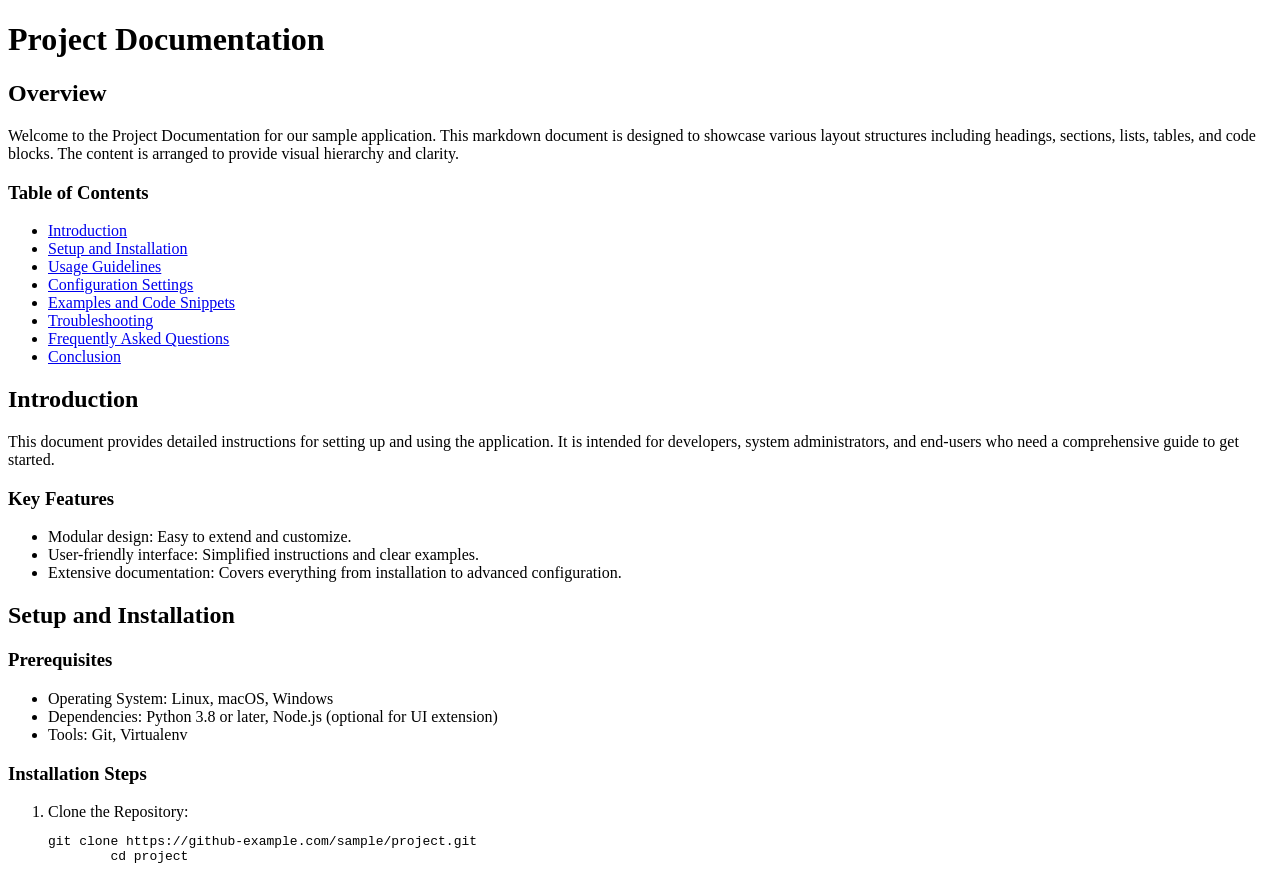 Project Documentation
Overview
Welcome to the Project Documentation for our sample application. This markdown document is designed to showcase various layout structures including headings, sections, lists, tables, and code
blocks. The content is arranged to provide visual hierarchy and clarity.
Table of Contents
• Introduction
• Setup and Installation
• Usage Guidelines
• Configuration Settings
• Examples and Code Snippets
• Troubleshooting
• Frequently Asked Questions
• Conclusion
Introduction
This document provides detailed instructions for setting up and using the application. It is intended for developers, system administrators, and end-users who need a comprehensive guide to get
started.
Key Features
• Modular design: Easy to extend and customize.
• User-friendly interface: Simplified instructions and clear examples.
• Extensive documentation: Covers everything from installation to advanced configuration.
Setup and Installation
Prerequisites
• Operating System: Linux, macOS, Windows
• Dependencies: Python 3.8 or later, Node.js (optional for UI extension)
• Tools: Git, Virtualenv
Installation Steps
1. Clone the Repository:
git clone https://github-example.com/sample/project.git
        cd project